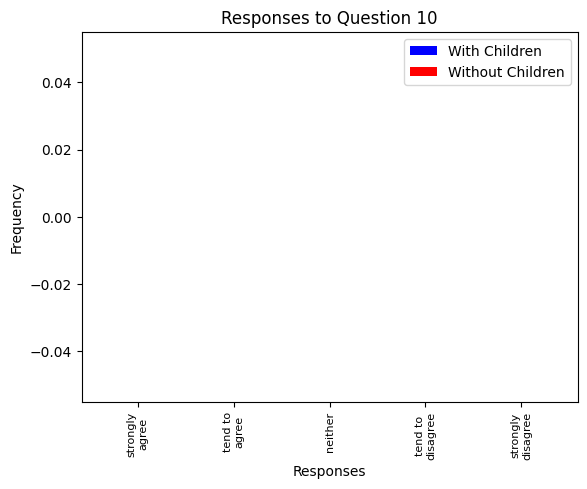 Responses to Question 10
With Children
Without Children
Frequency
0.04
0.02
0.00
−0.02
−0.04
strongly
agree
tend to
agree
neither
tend to
disagree
strongly
disagree
Responses